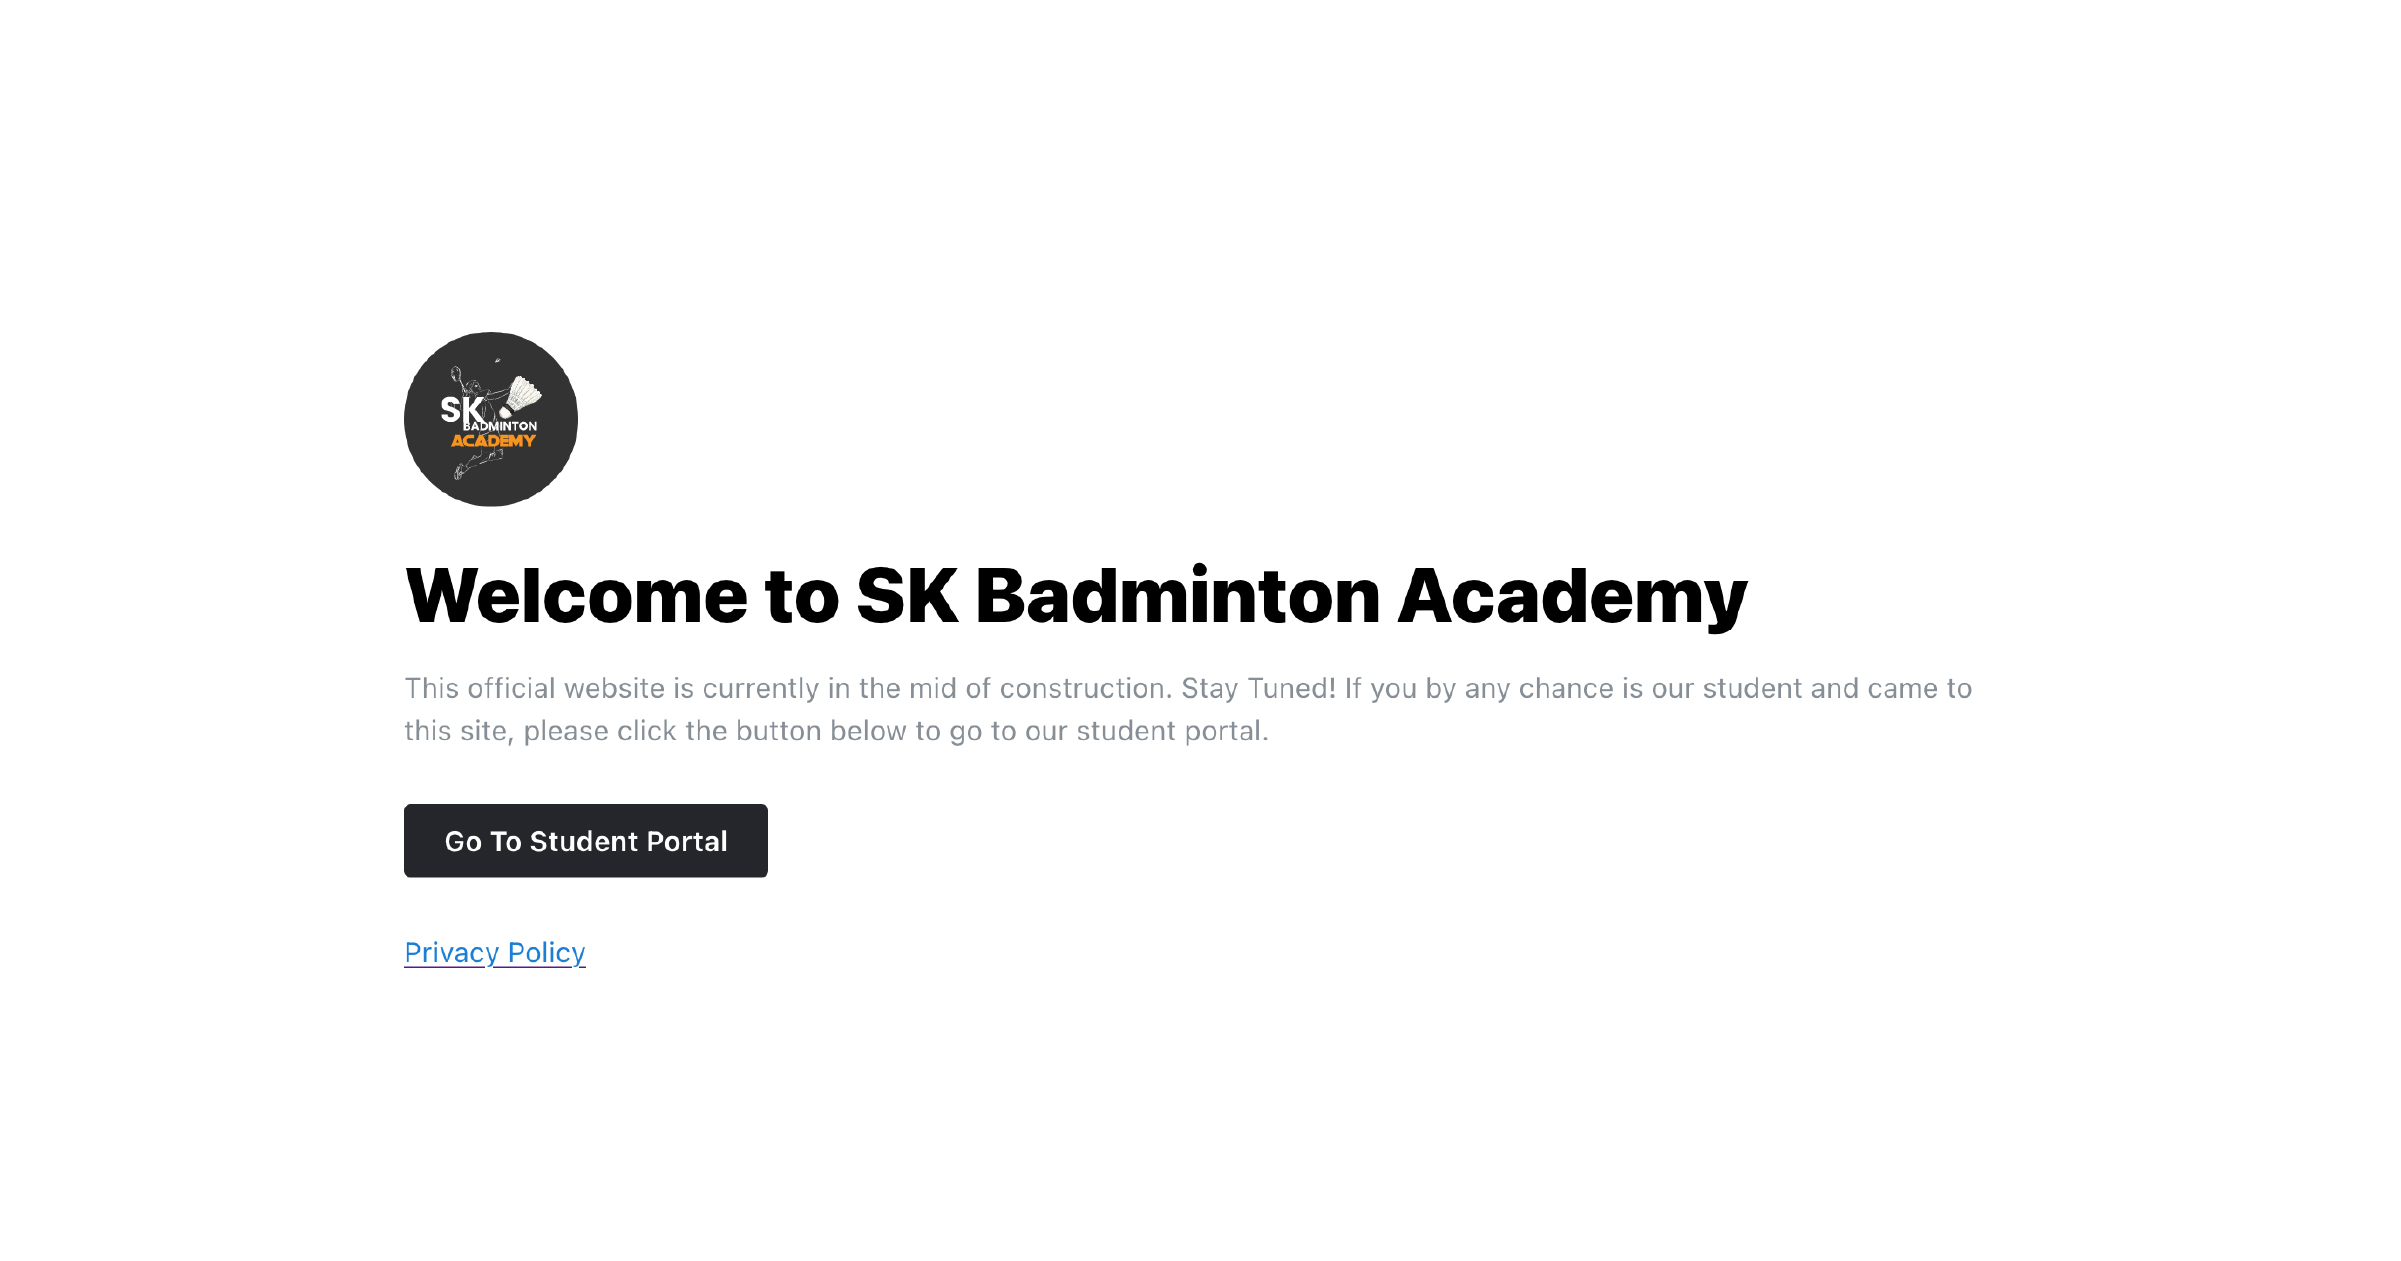 SK
BADMINTON
ACADEMY
Welcome to SK Badminton Academy
This official website is currently in the mid of construction. Stay Tuned! If you by any chance is our student and came to
this site, please click the button below to go to our student portal.
Go To Student Portal
Privacy Policy